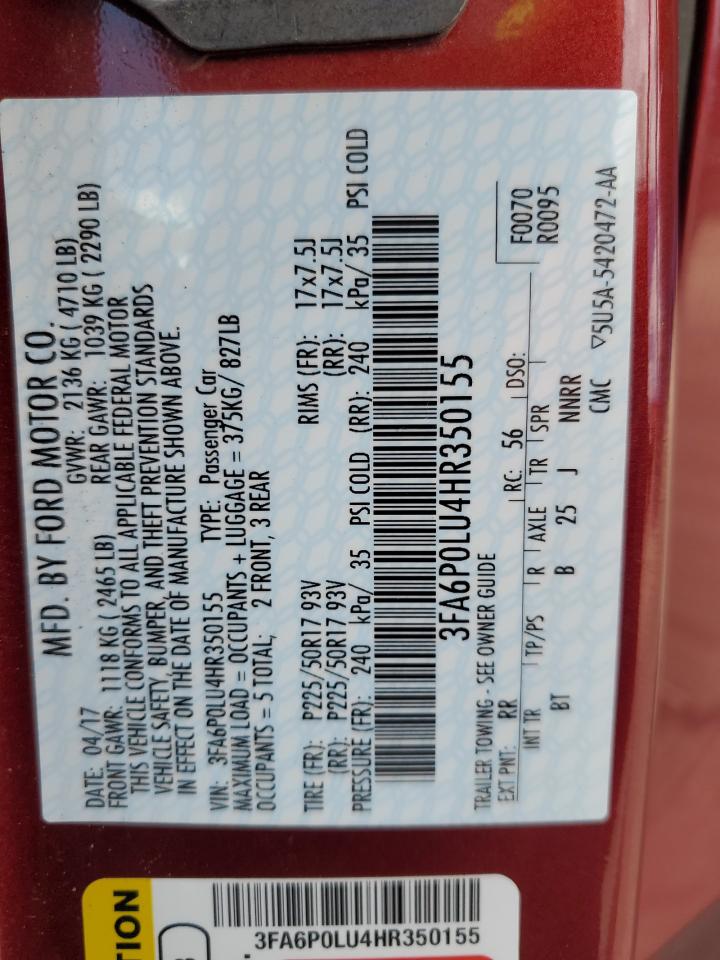 MFD. BY FORD MOTOR CO.
DATE: 04/17 GVWR: 2136 KG ( 4710 LB)
FRONT GAWR: 1118 KG ( 2465 LB) REAR GAWR: 1039 KG ( 2290 LB)
THIS VEHICLE CONFORMS TO ALL APPLICABLE FEDERAL MOTOR
VEHICLE SAFETY, BUMPER, AND THEFT PREVENTION STANDARDS
IN EFFECT ON THE DATE OF MANUFACTURE SHOWN ABOVE.
VIN: 3FA6P0LU4HR350155 TYPE: Passenger Car
MAXIMUM LOAD = OCCUPANTS + LUGGAGE = 375KG/ 827LB
OCCUPANTS = 5 TOTAL; 2 FRONT, 3 REAR
TIRE (FR): P225/50R17 93V RIMS (FR): 17x7.5J
(RR): P225/50R17 93V (RR): 17x7.5J
PRESSURE (FR): 240 kPa/ 35 PSI COLD (RR): 240 kPa/ 35 PSI COLD
3FA6P0LU4HR350155
TRAILER TOWING - SEE OWNER GUIDE
EXT PNT: RR RC: 56 DSO: F0070
R0095
INT TR TP/PS R AXLE TR SPR
BT B 25 J NNRR
CMC ▽5U5A-5420472-AA
TION
3FA6P0LU4HR350155